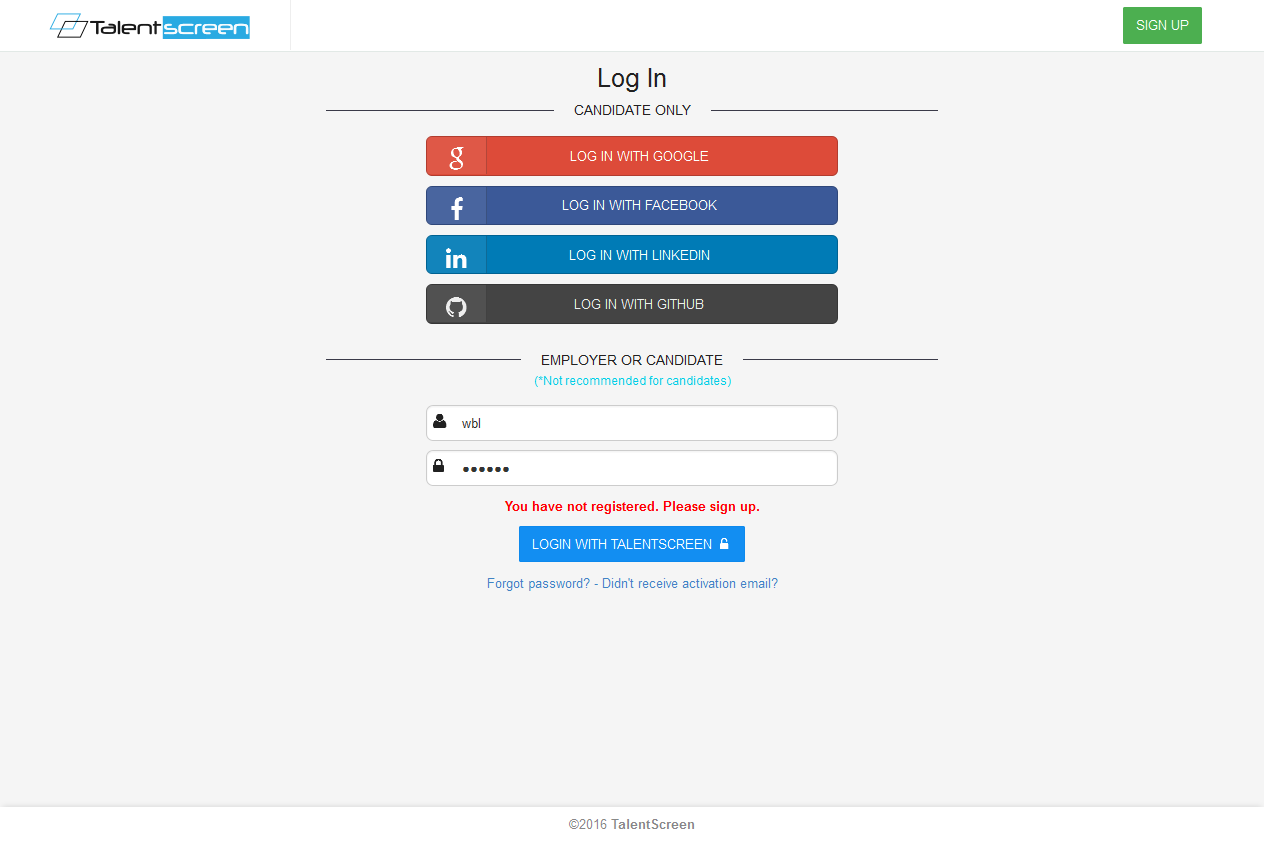 Talentscreen
SIGN UP
Log In
CANDIDATE ONLY
LOG IN WITH GOOGLE
LOG IN WITH FACEBOOK
LOG IN WITH LINKEDIN
LOG IN WITH GITHUB
EMPLOYER OR CANDIDATE
(*Not recommended for candidates)
wbl
••••••
You have not registered. Please sign up.
LOGIN WITH TALENTSCREEN
Forgot password? - Didn't receive activation email?
©2016 TalentScreen